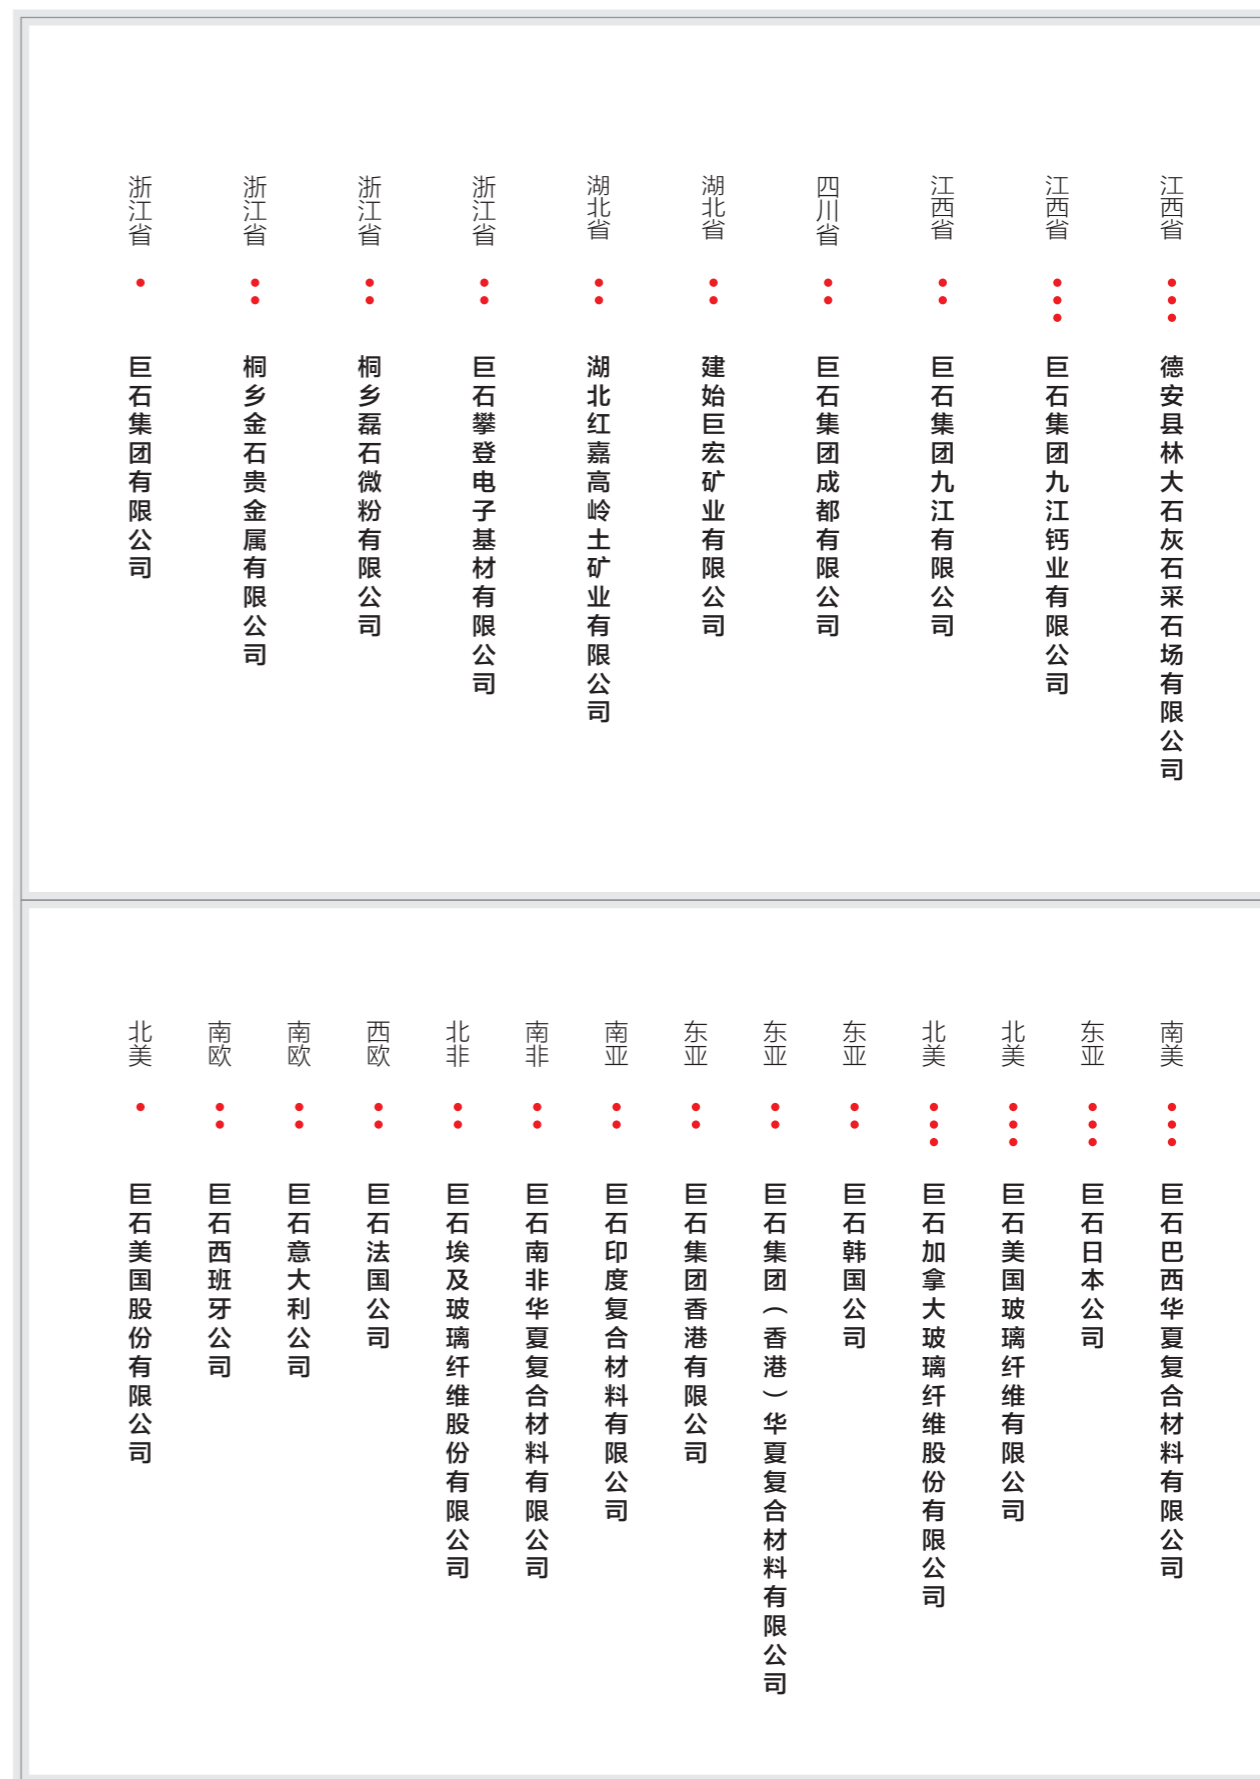 浙江省 巨石集团有限公司
浙江省 桐乡金石贵金属有限公司
浙江省 桐乡磊石微粉有限公司
浙江省 巨石攀登电子基材有限公司
湖北省 湖北红嘉高岭土矿业有限公司
湖北省 建始巨宏矿业有限公司
四川省 巨石集团成都有限公司
江西省 巨石集团九江有限公司
江西省 巨石集团九江钙业有限公司
江西省 德安县林大石灰石采石场有限公司
北美 巨石美国股份有限公司
南欧 巨石西班牙公司
南欧 巨石意大利公司
西欧 巨石法国公司
北非 巨石埃及玻璃纤维股份有限公司
南非 巨石南非华夏复合材料有限公司
南亚 巨石印度复合材料有限公司
东亚 巨石集团香港有限公司
东亚 巨石集团（香港）华夏复合材料有限公司
东亚 巨石韩国公司
北美 巨石加拿大玻璃纤维股份有限公司
北美 巨石美国玻璃纤维有限公司
东亚 巨石日本公司
南美 巨石巴西华夏复合材料有限公司